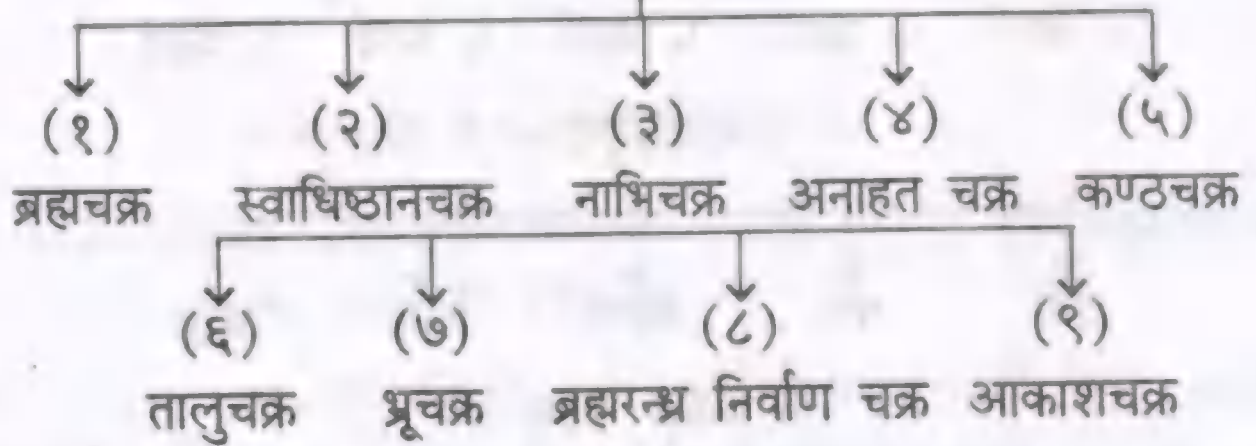 (१) (२) (३) (४) (५)
ब्रह्मचक्र स्वाधिष्ठानचक्र नाभिचक्र अनाहत चक्र कण्ठचक्र
(६) (७) (८) (९)
तालुचक्र भ्रूचक्र ब्रह्मरन्ध्र निर्वाण चक्र आकाशचक्र